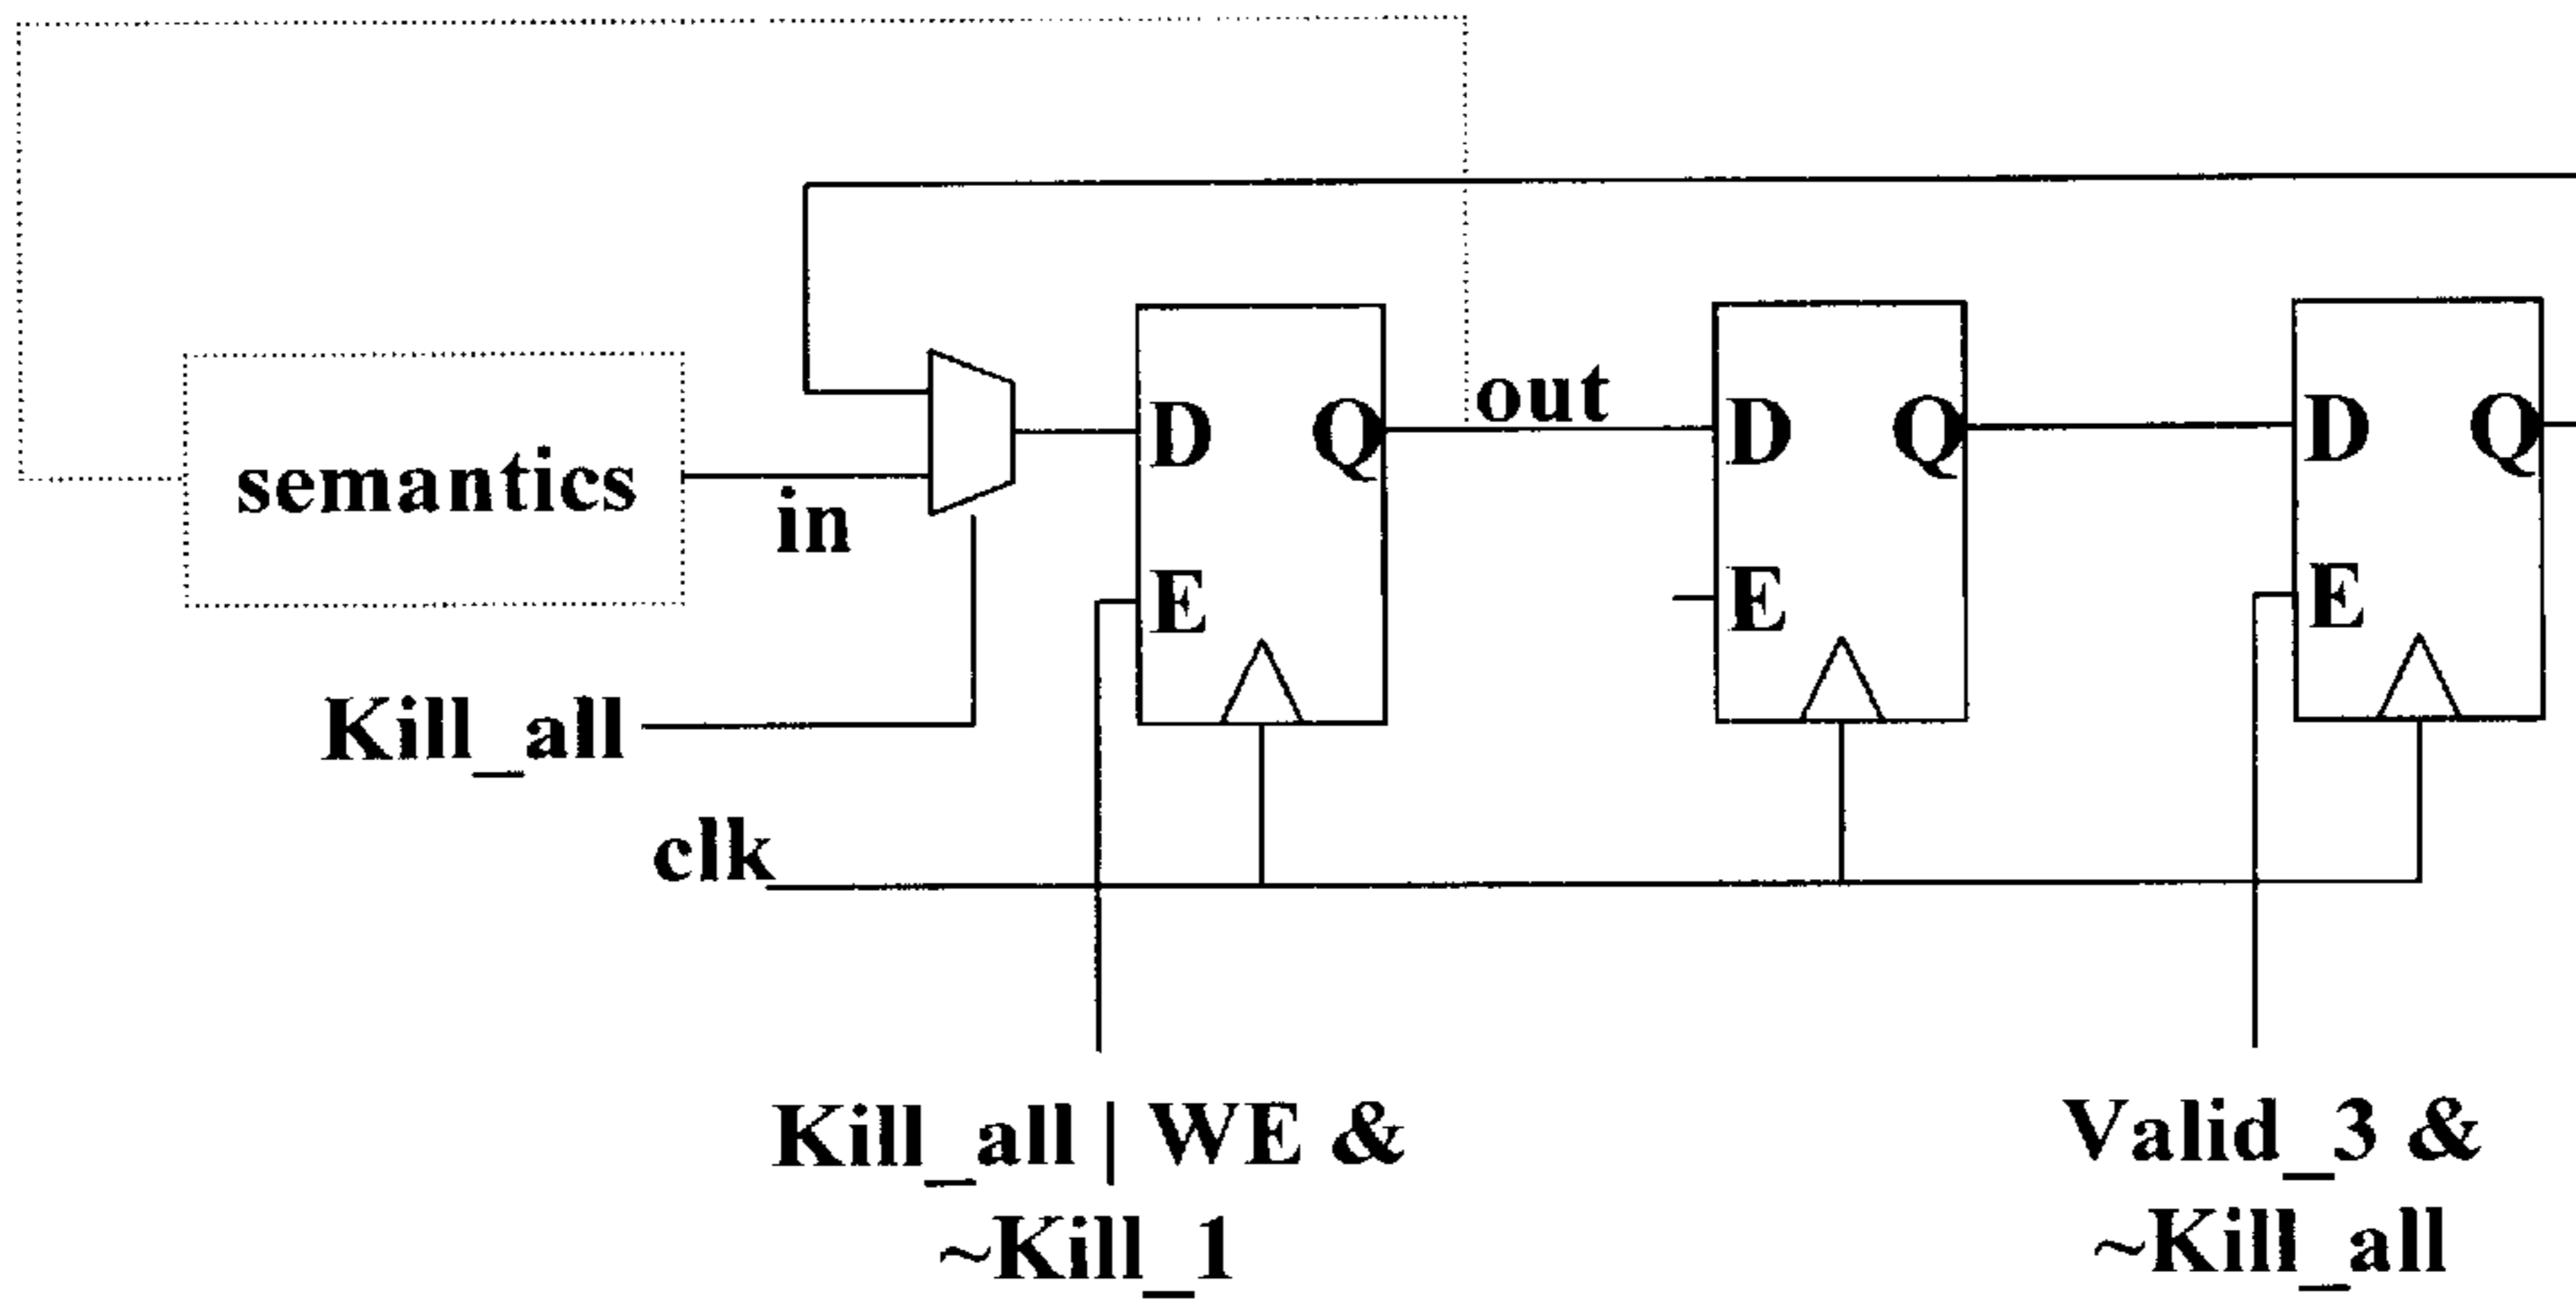 out
D Q D Q D Q
semantics
in
E E E
Kill_all
clk
Kill_all | WE &
~Kill_1
Valid_3 &
~Kill_all